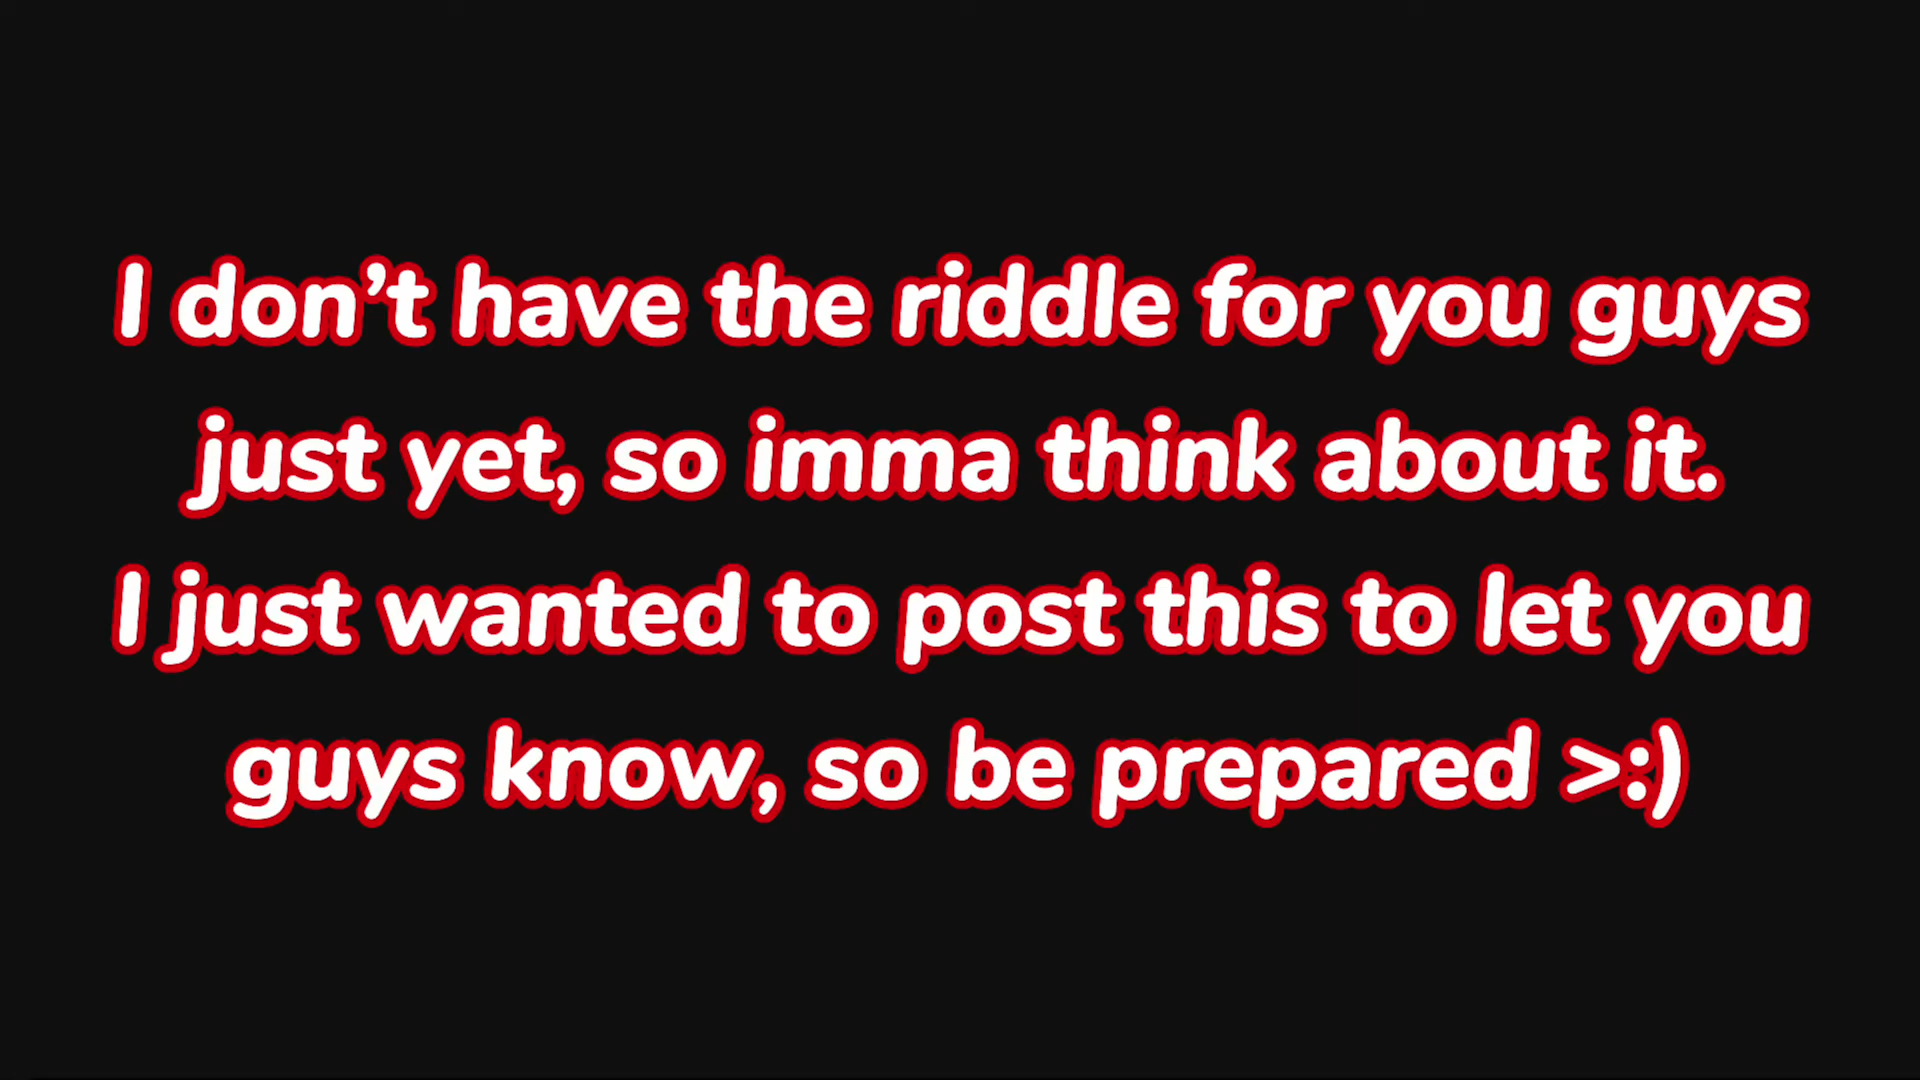 I don’t have the riddle for you guys
just yet, so imma think about it.
I just wanted to post this to let you
guys know, so be prepared >:)